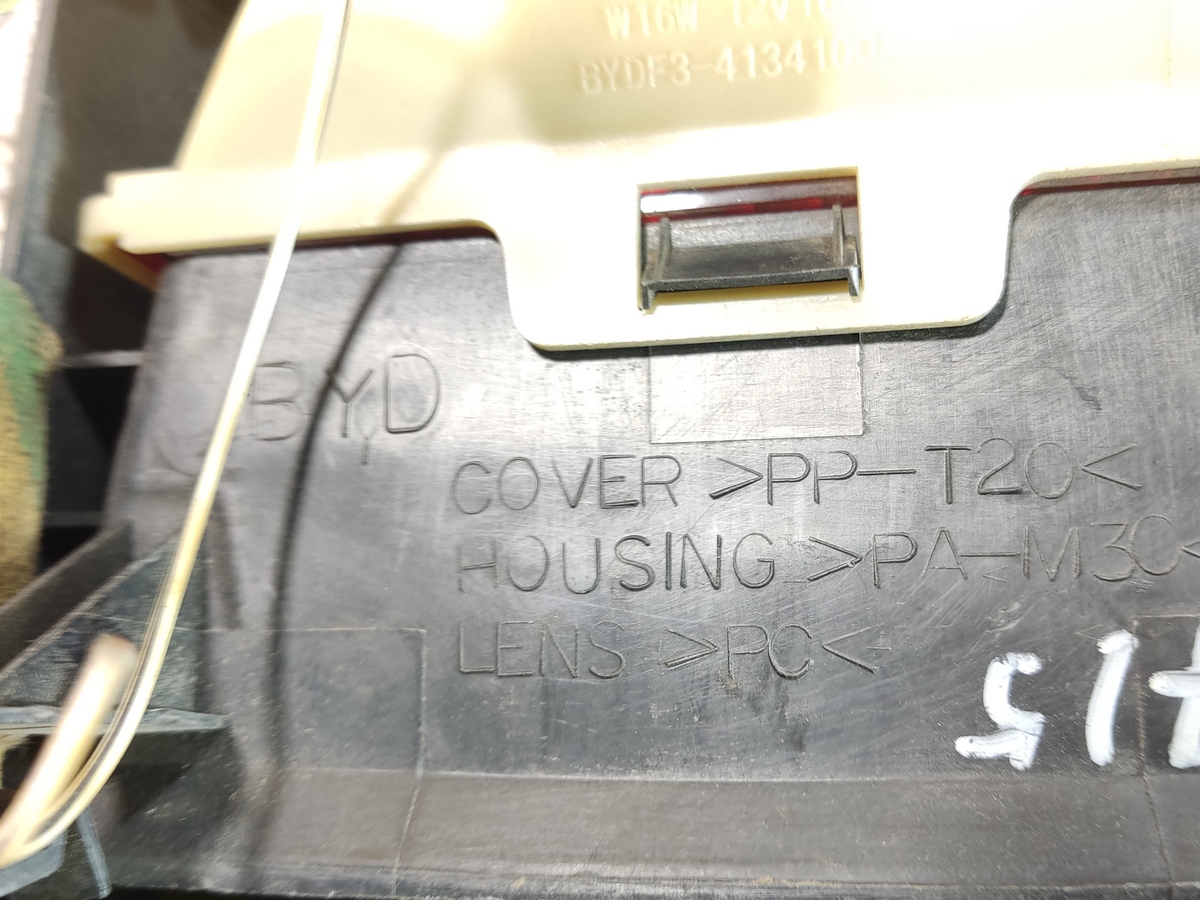 W16W 12V
BYDF3-4134100
BYD
COVER >PP-T20<
HOUSING >PA-M30<
LENS >PC<